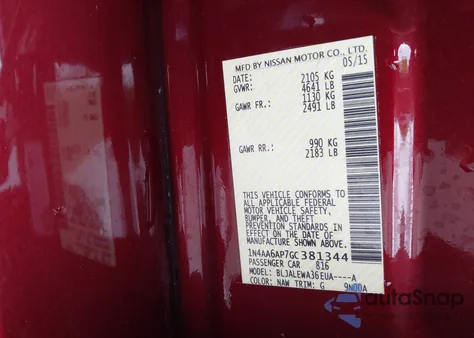 MFD BY NISSAN MOTOR CO., LTD.
DATE: 05/15
GVWR: 2105 KG
4641 LB
GAWR FR.: 1130 KG
2491 LB
GAWR RR.: 990 KG
2183 LB
THIS VEHICLE CONFORMS TO
ALL APPLICABLE FEDERAL
MOTOR VEHICLE SAFETY,
BUMPER, AND THEFT
PREVENTION STANDARDS
IN EFFECT ON THE DATE OF
MANUFACTURE SHOWN ABOVE.
1N4AA6AP7GC381344
PASSENGER CAR 816
MODEL: BLJALEWA36EUA----A
COLOR: NAW TRIM: G 9N0DA
autoSnap